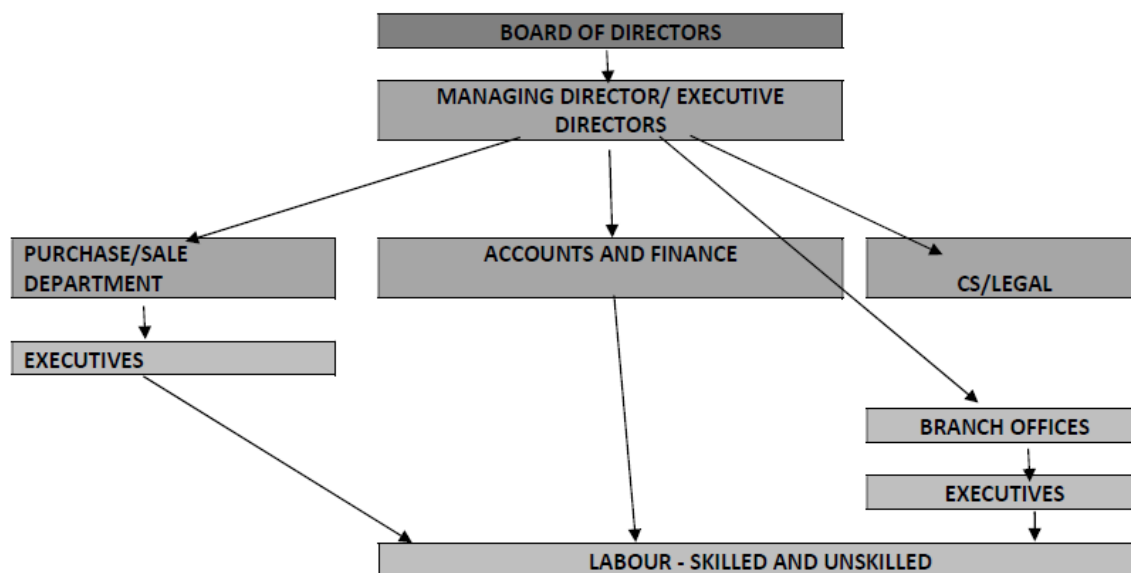 BOARD OF DIRECTORS
MANAGING DIRECTOR/ EXECUTIVE
DIRECTORS
PURCHASE/SALE
DEPARTMENT
ACCOUNTS AND FINANCE
CS/LEGAL
EXECUTIVES
BRANCH OFFICES
EXECUTIVES
LABOUR - SKILLED AND UNSKILLED